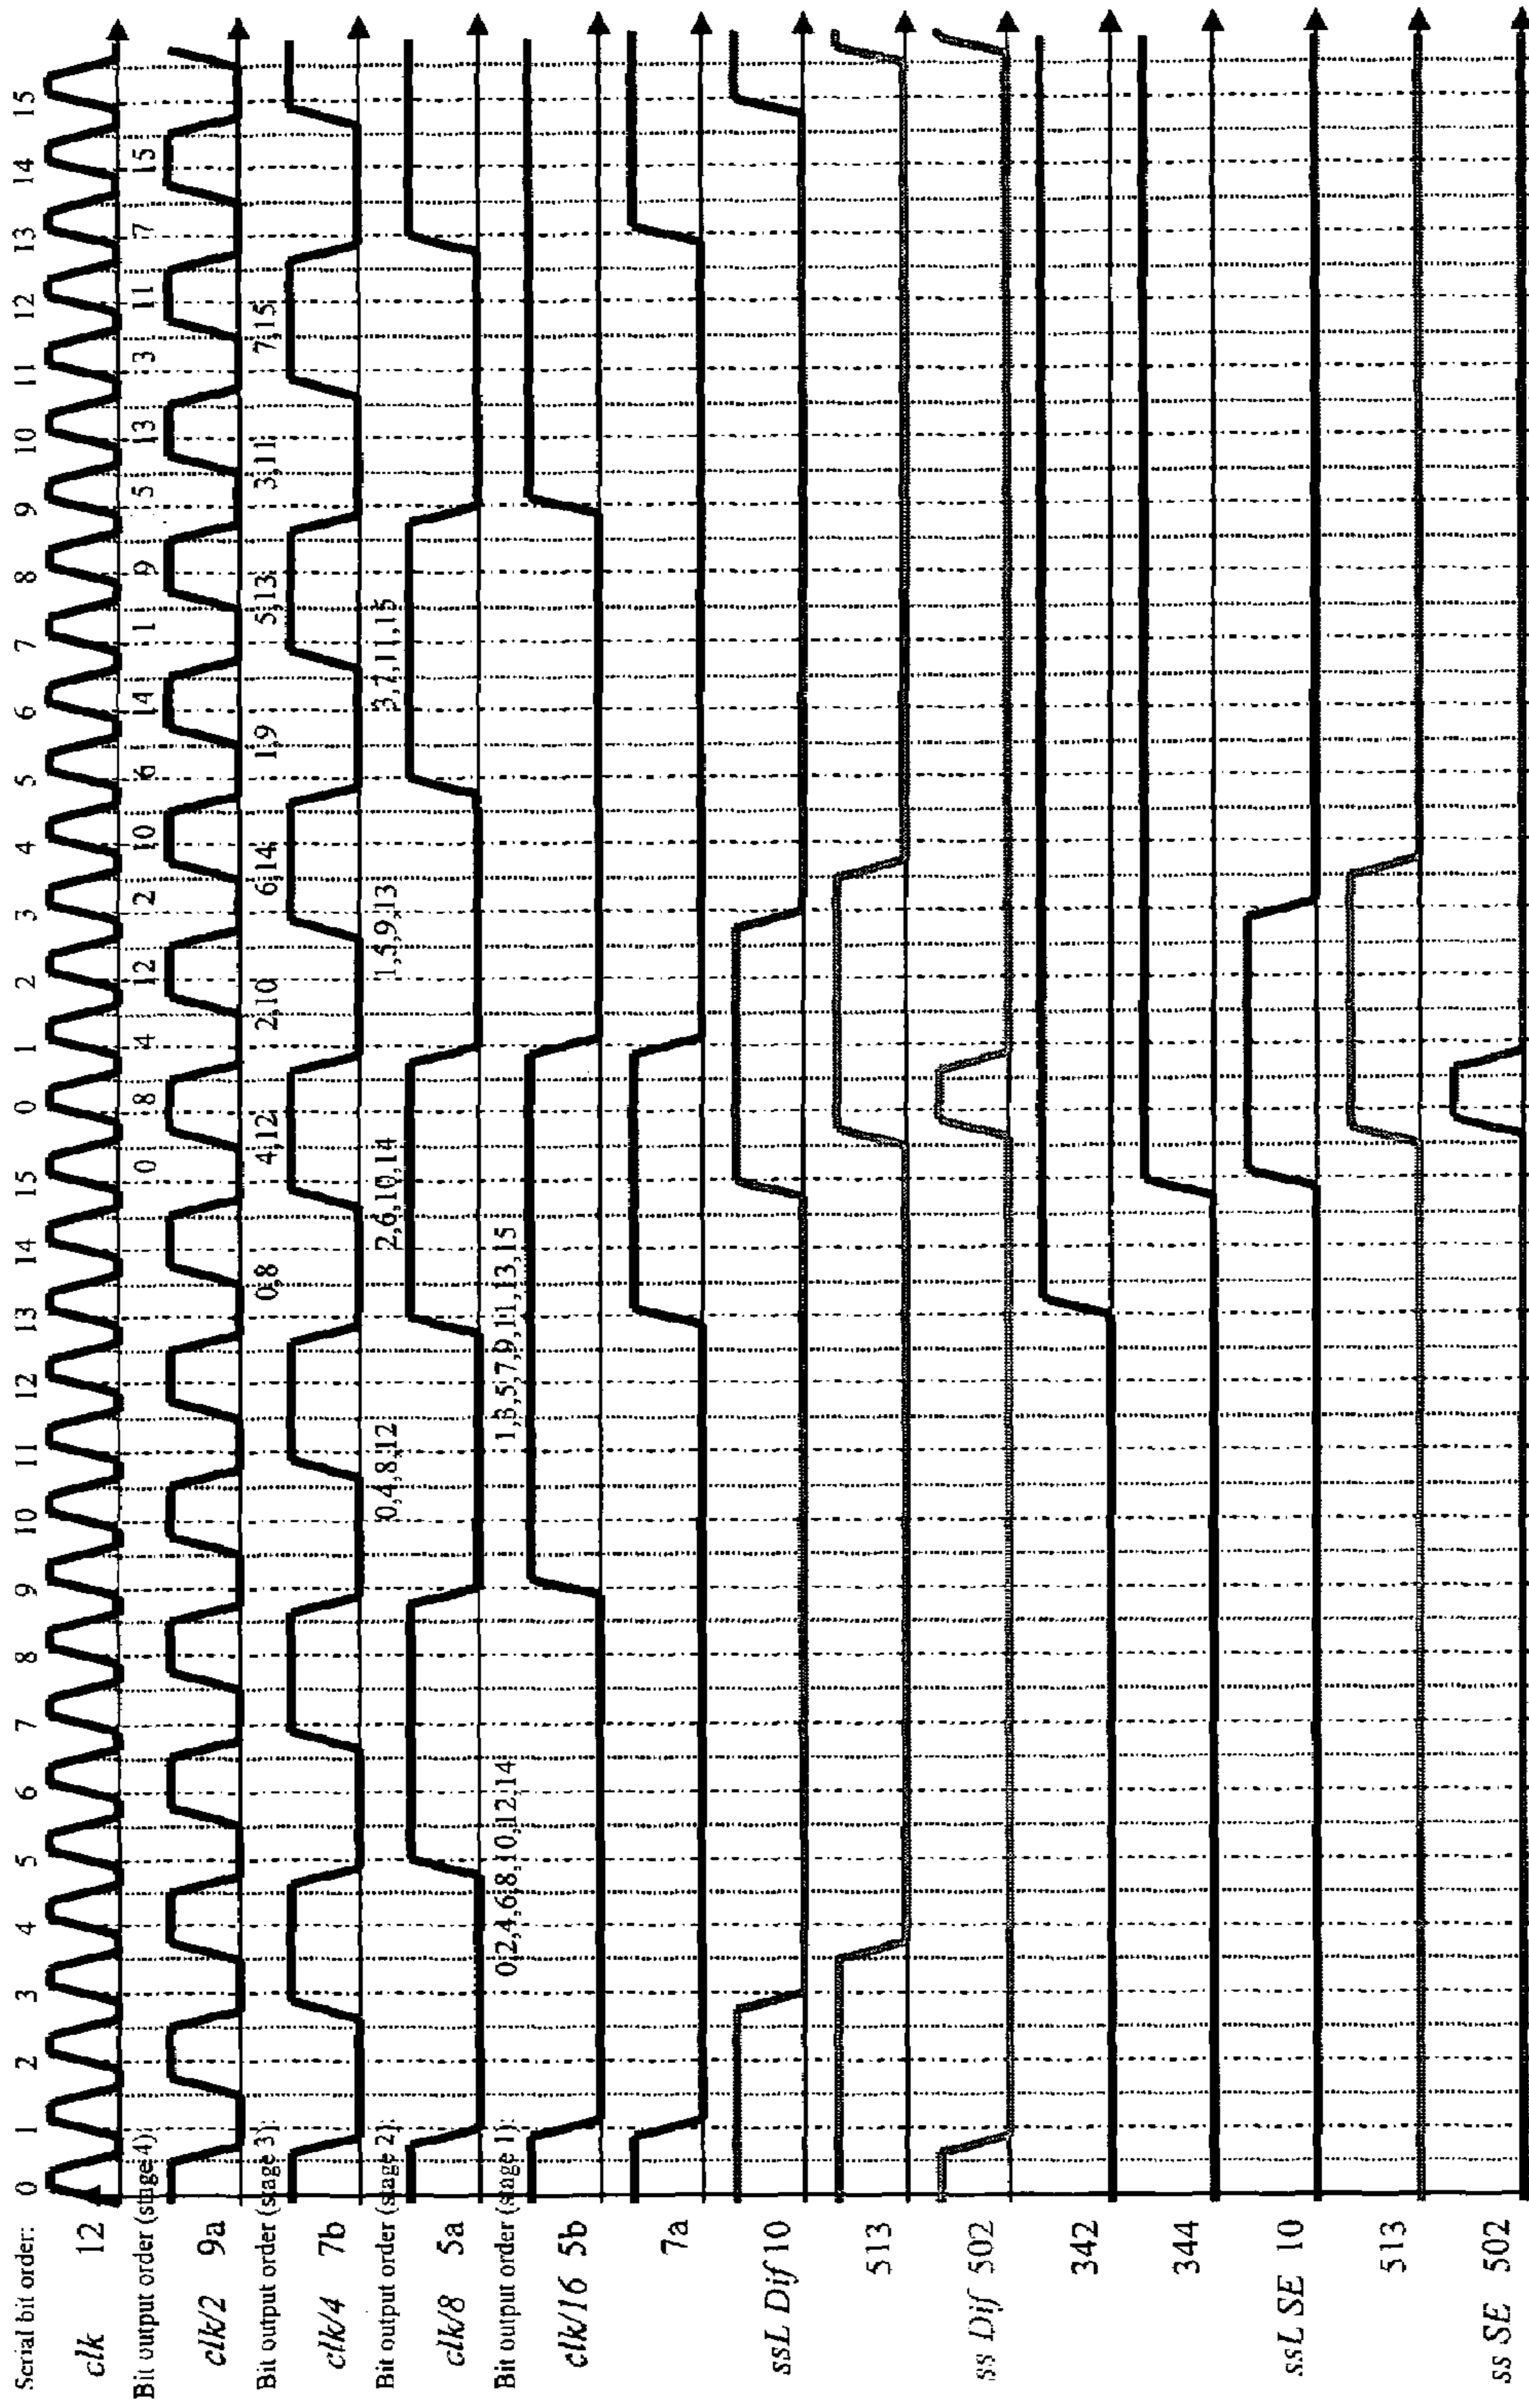 Serial bit order: 0 1 2 3 4 5 6 7 8 9 10 11 12 13 14 15 0 1 2 3 4 5 6 7 8 9 10 11 12 13 14 15
clk 12
Bit output order (stage 4): 0 8 4 12 2 10 6 14 1 9 5 13 3 11 7 15
clk/2 9a
Bit output order (stage 3): 0,8 4,12 2,10 6,14 1,9 5,13 3,11 7,15
clk/4 7b
Bit output order (stage 2): 0,4,8,12 2,6,10,14 1,5,9,13 3,7,11,15
clk/8 5a
Bit output order (stage 1): 0,2,4,6,8,10,12,14 1,3,5,7,9,11,13,15
clk/16 5b
7a
ssL Dif 10
513
ss Dif 502
342
344
ssL SE 10
513
ss SE 502